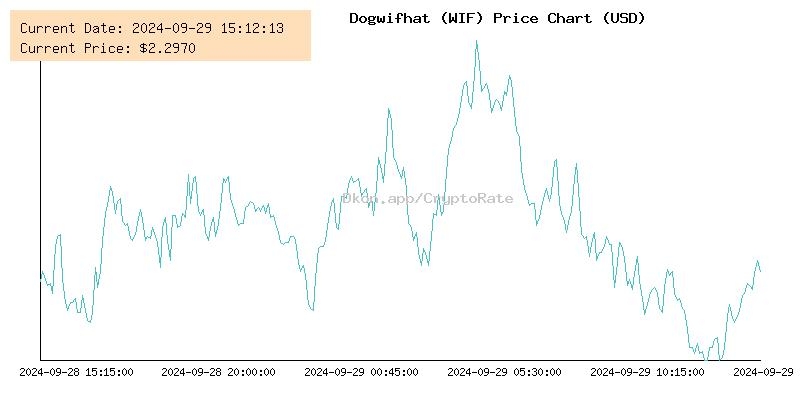 Dogwifhat (WIF) Price Chart (USD)
Current Date: 2024-09-29 15:12:13
Current Price: $2.2970
0kon.app/CryptoRate
2024-09-28 15:15:00 2024-09-28 20:00:00 2024-09-29 00:45:00 2024-09-29 05:30:00 2024-09-29 10:15:00 2024-09-29